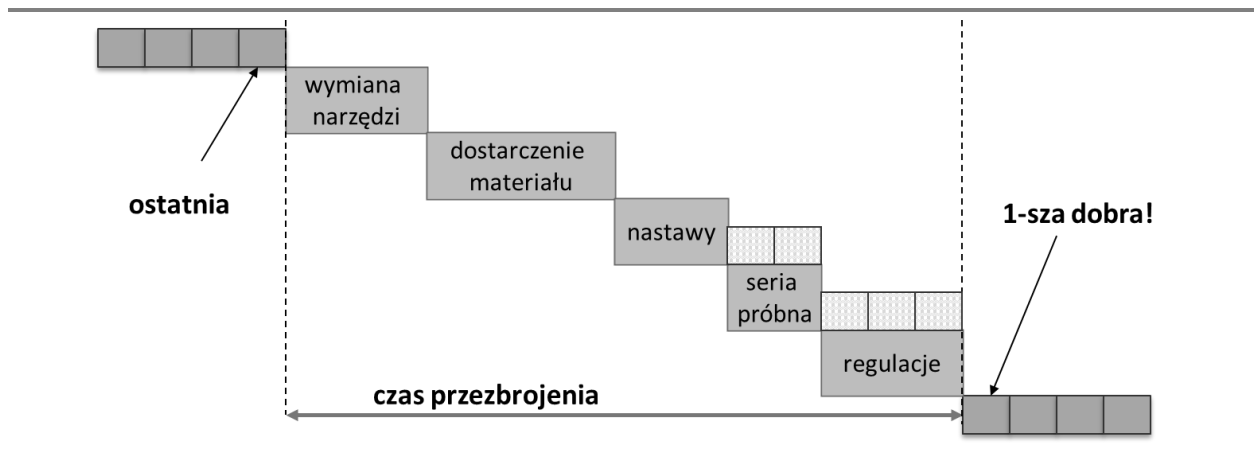 wymiana
narzędzi
dostarczenie
materiału
ostatnia
nastawy
1-sza dobra!
seria
próbna
regulacje
czas przezbrojenia